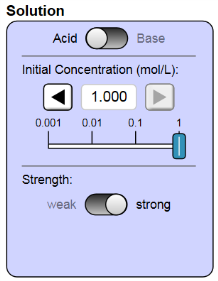 Solution
Acid Base
Initial Concentration (mol/L):
1.000
0.001 0.01 0.1 1
Strength:
weak strong